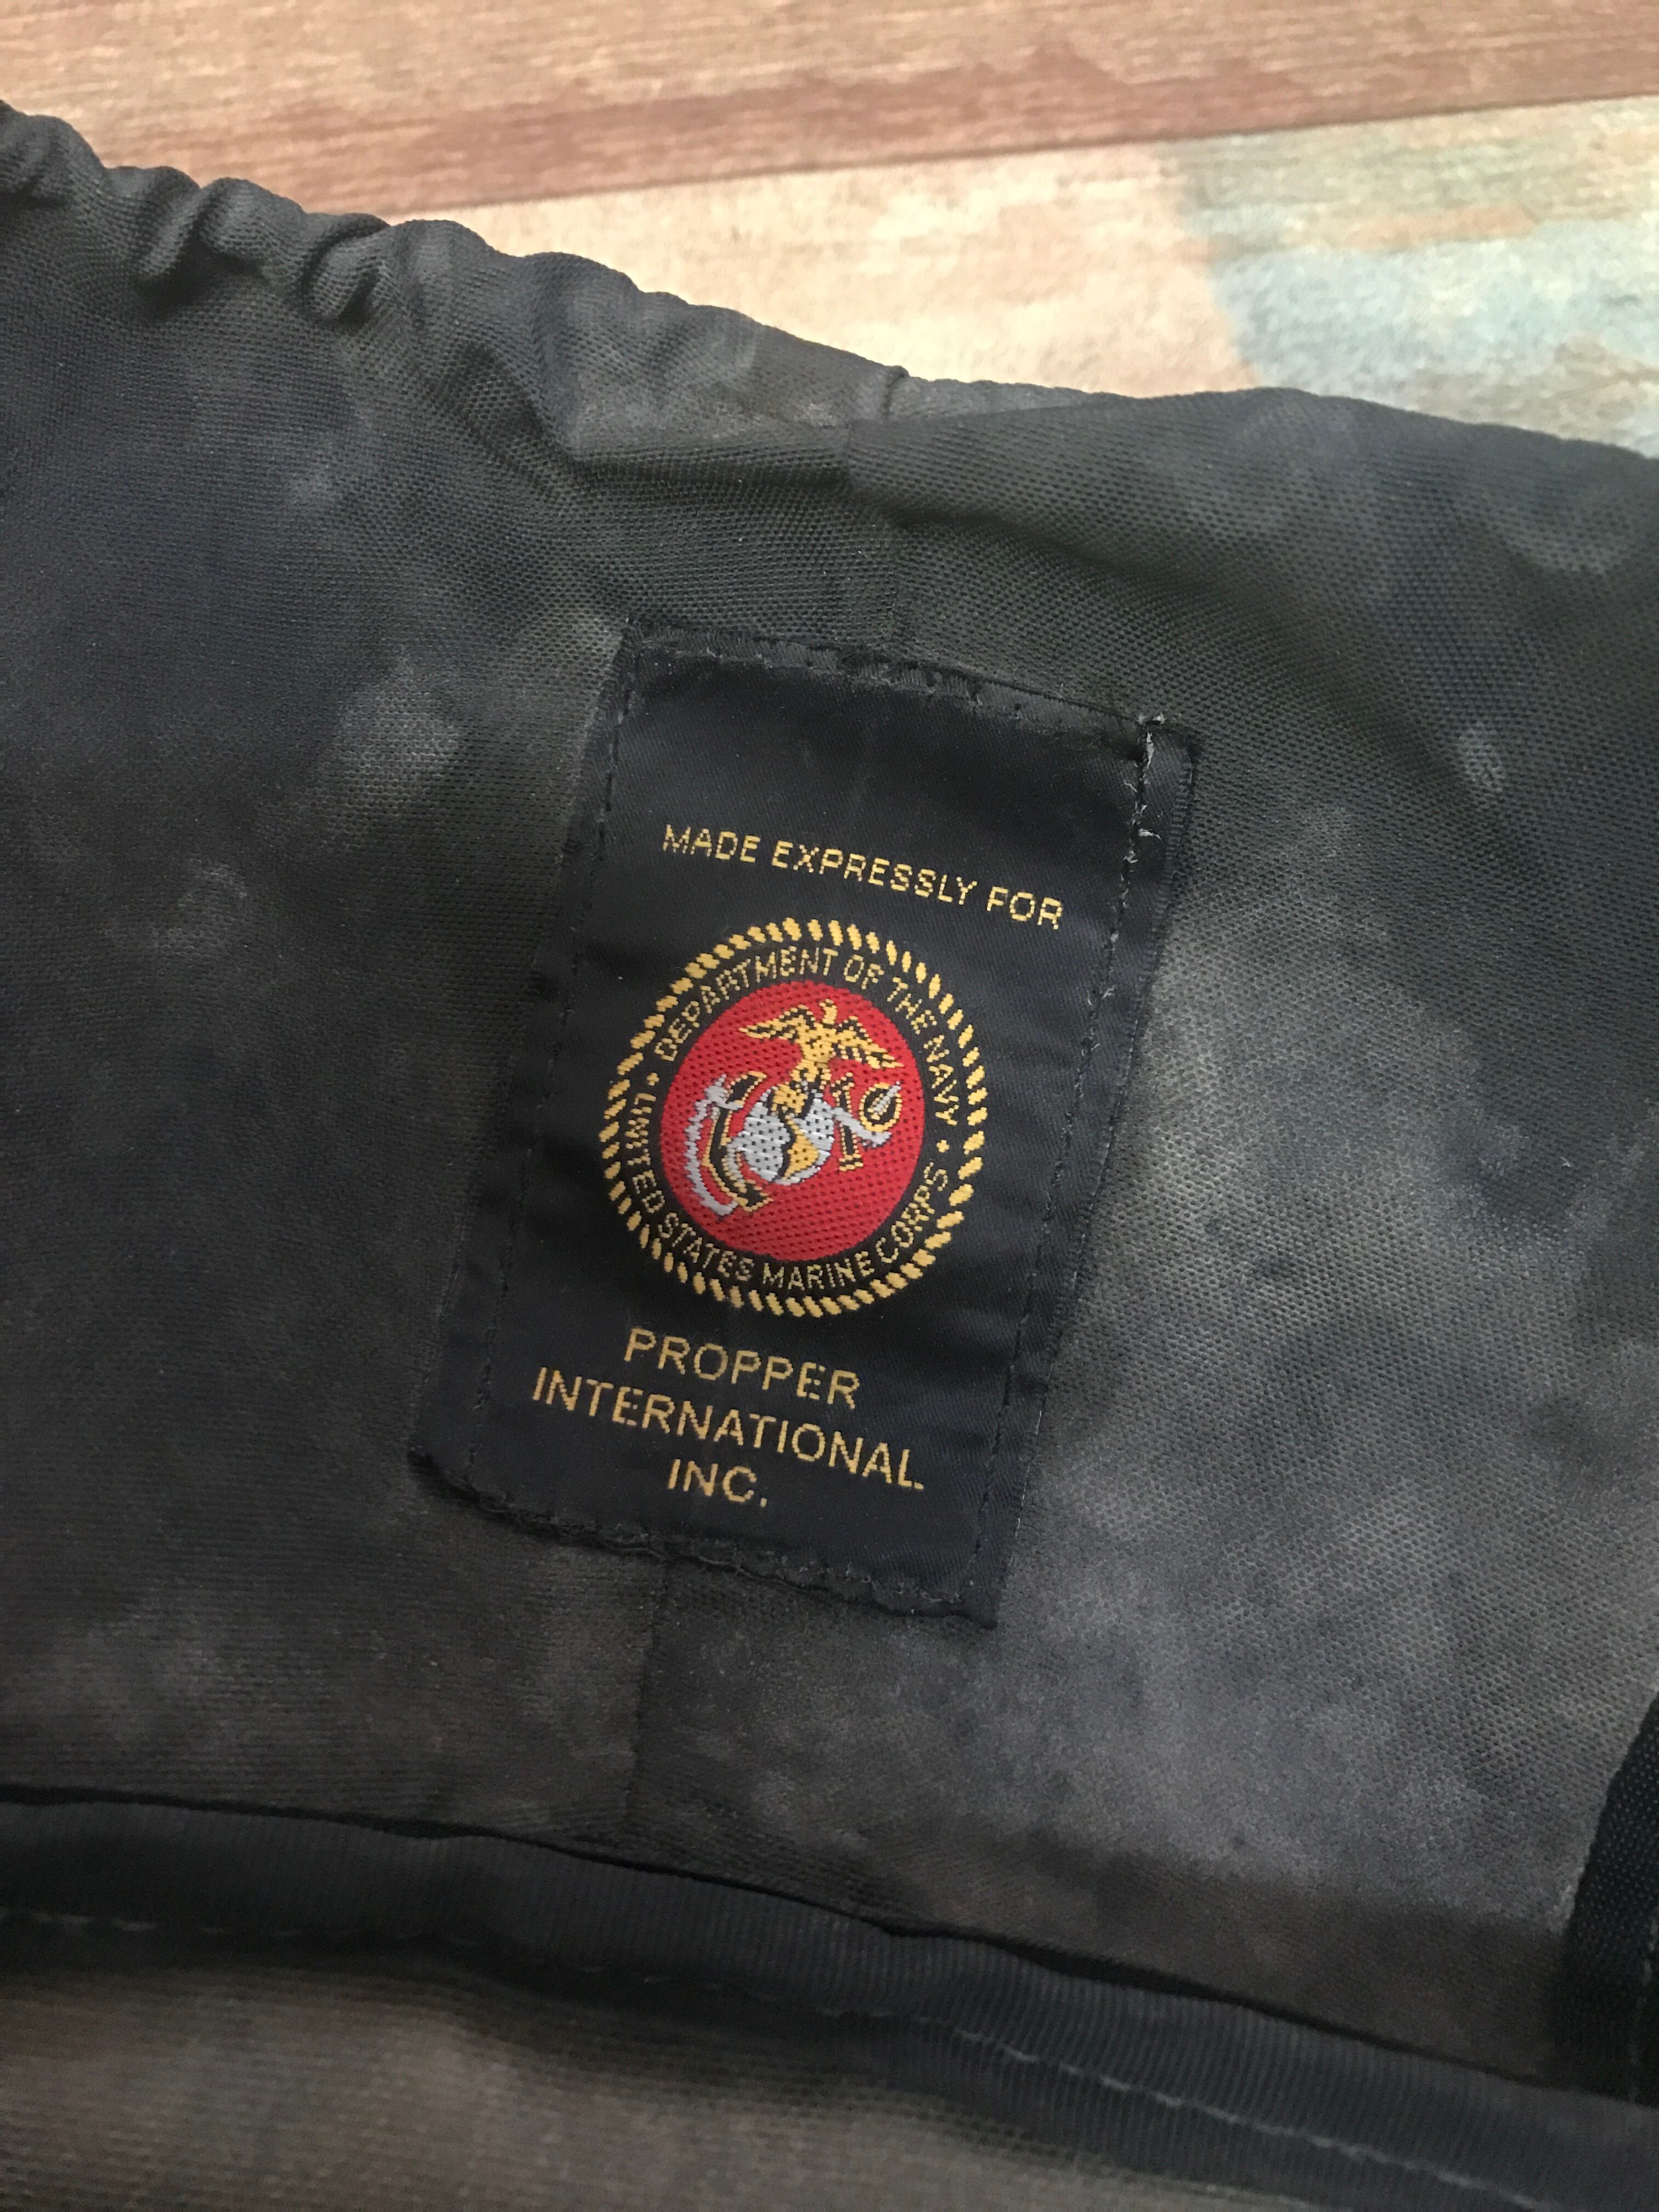 MADE EXPRESSLY FOR
DEPARTMENT OF THE NAVY
• UNITED STATES MARINE CORPS •
PROPPER
INTERNATIONAL
INC.